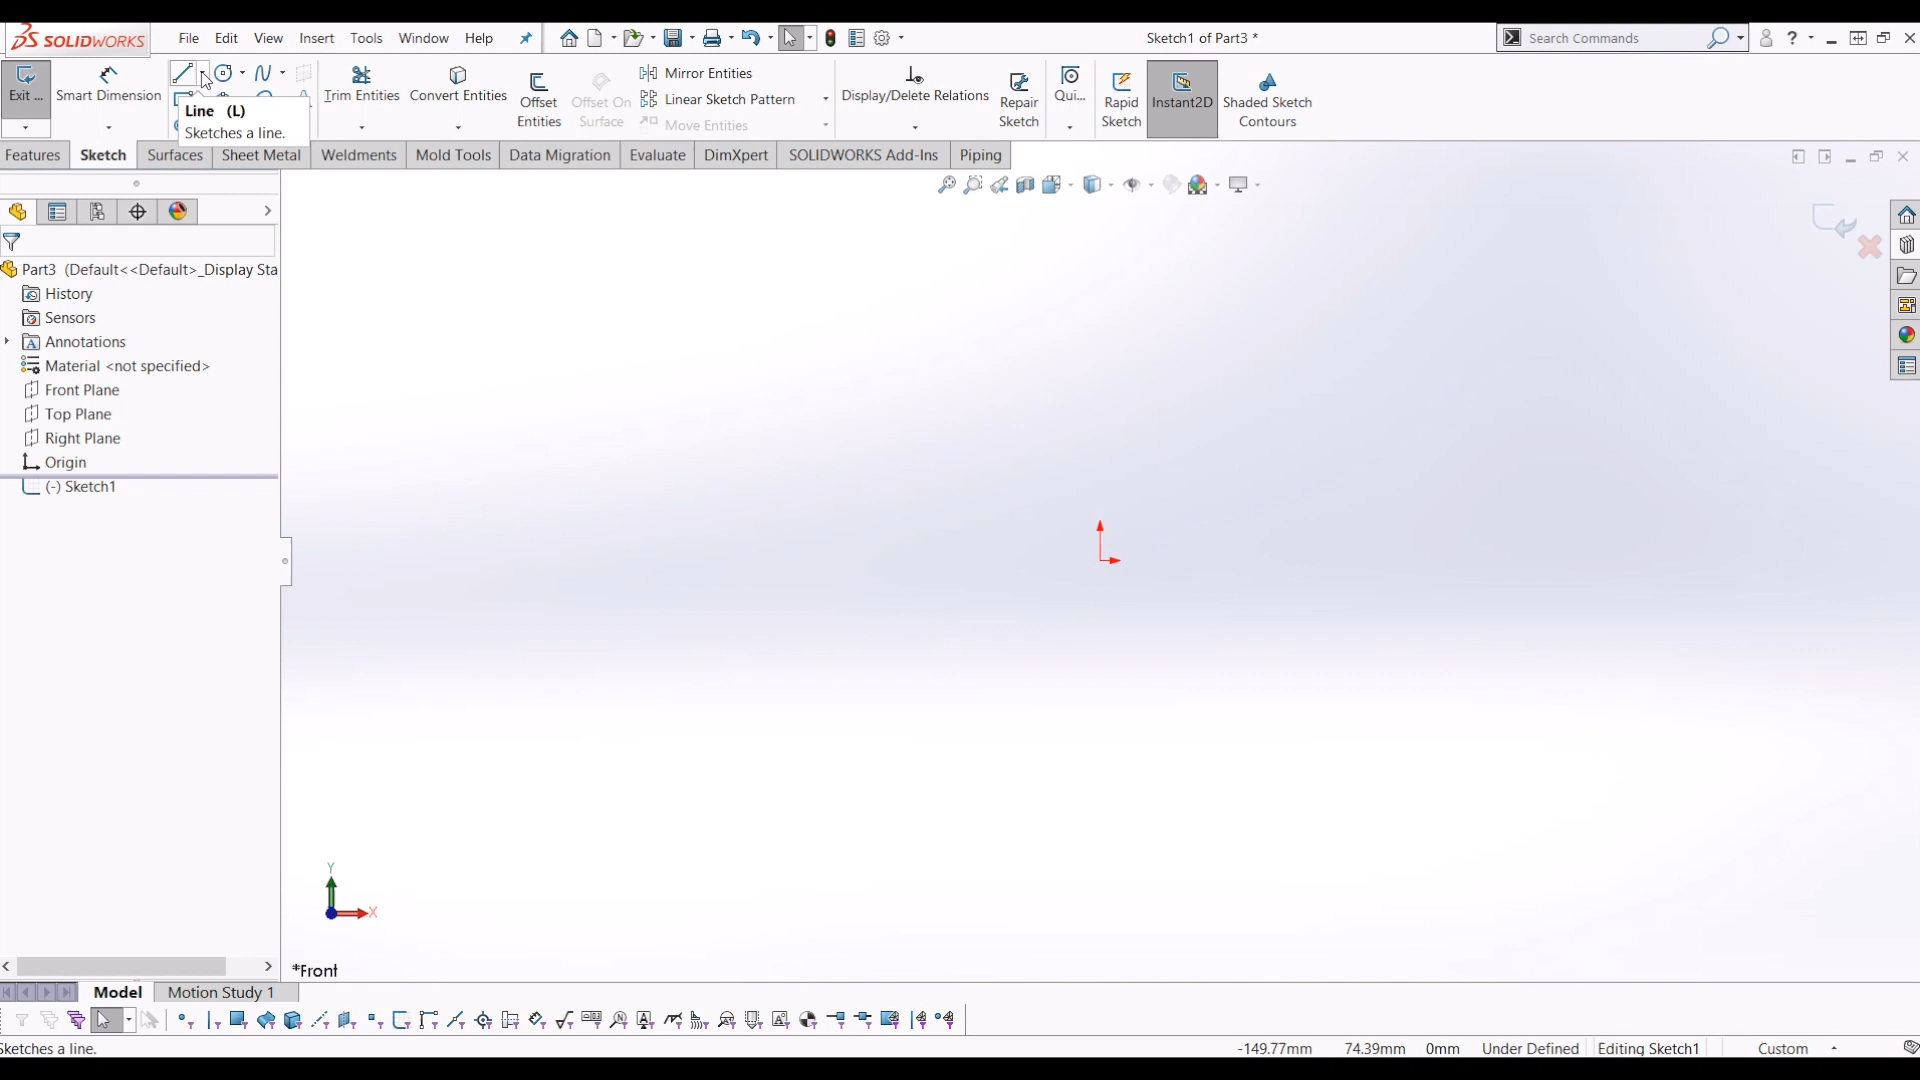 SOLIDWORKS File Edit View Insert Tools Window Help Sketch1 of Part3 * Search Commands ?
Exit ... Smart Dimension Trim Entities Convert Entities Offset Entities Offset On Surface Mirror Entities Linear Sketch Pattern Move Entities Display/Delete Relations Repair Sketch Qui... Rapid Sketch Instant2D Shaded Sketch Contours
Line (L)
Sketches a line.
Features Sketch Surfaces Sheet Metal Weldments Mold Tools Data Migration Evaluate DimXpert SOLIDWORKS Add-Ins Piping
Part3 (Default<<Default>_Display Sta
History
Sensors
Annotations
Material <not specified>
Front Plane
Top Plane
Right Plane
Origin
(-) Sketch1
Y
X
*Front
Model Motion Study 1
Sketches a line. -149.77mm 74.39mm 0mm Under Defined Editing Sketch1 Custom